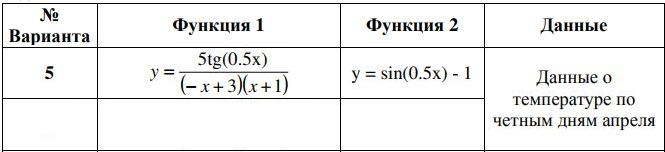 № Варианта Функция 1 Функция 2 Данные
5 y = 5tg(0.5x) / (− x + 3)(x + 1) y = sin(0.5x) - 1 Данные о
температуре по
четным дням апреля